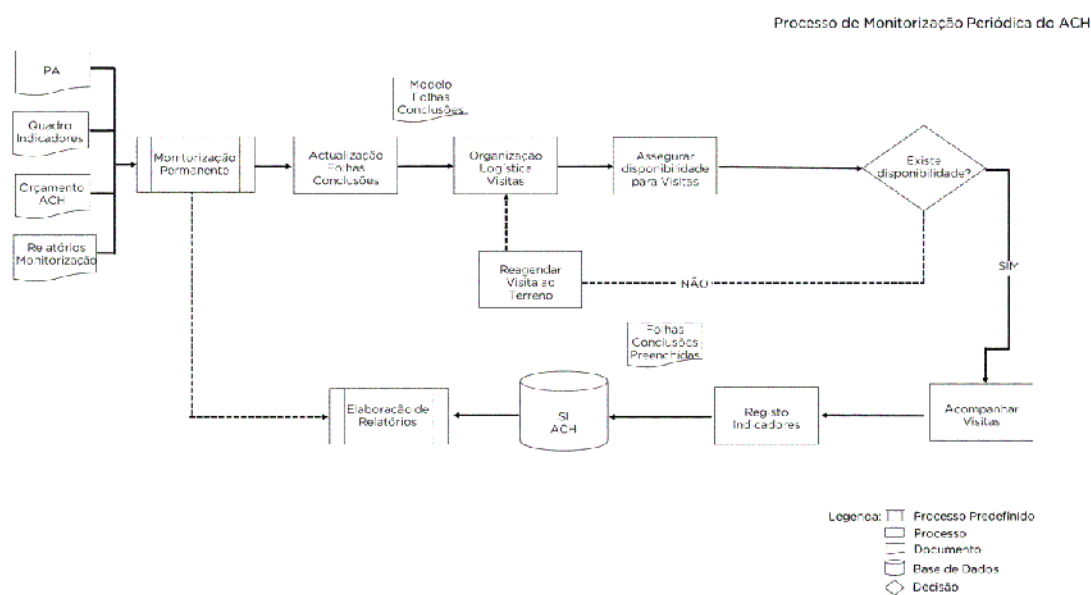 Processo de Monitorização Periódica do ACH
PA
Quadro
Indicadores
Orçamento
ACH
Relatórios
Monitorização
Monitorização
Permanente
Actualização
Folhas
Conclusões
Modelo
Folhas
Conclusões
Organização
Logística
Visitas
Assegurar
disponibilidade
para Visitas
Existe
disponibilidade?
Reagendar
Visita ao
Terreno
NÃO
SIM
Folhas
Conclusões
Preenchidas
Elaboração de
Relatórios
SI
ACH
Registo
Indicadores
Acompanhar
Visitas
Legenda:
Processo Predefinido
Processo
Documento
Base de Dados
Decisão